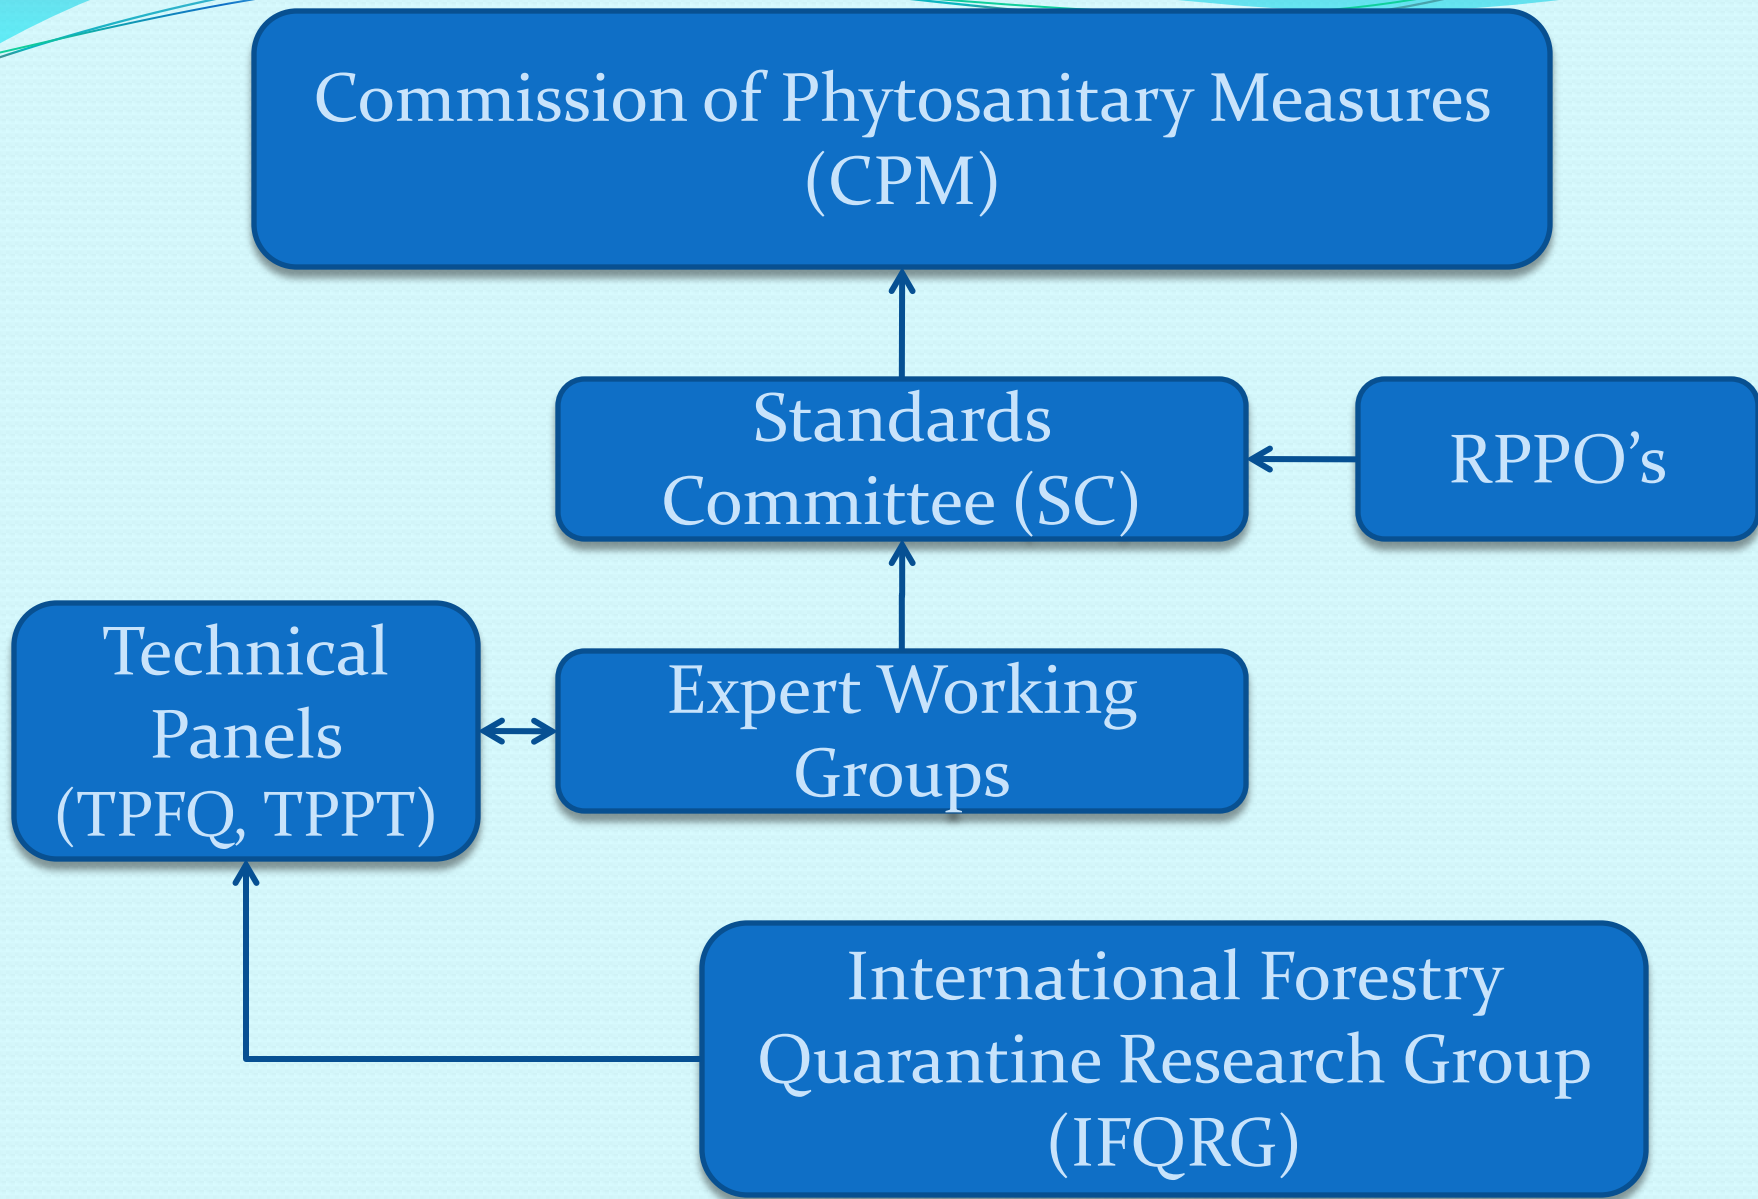 Commission of Phytosanitary Measures
(CPM)
Standards
Committee (SC)
RPPO’s
Technical
Panels
(TPFQ, TPPT)
Expert Working
Groups
International Forestry
Quarantine Research Group
(IFQRG)